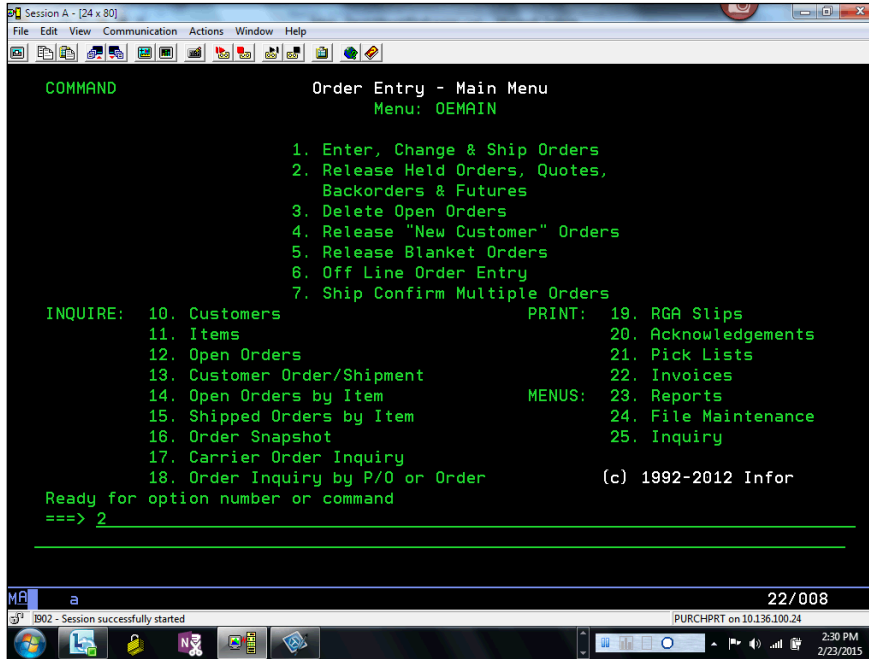 Session A - [24 x 80]
File Edit View Communication Actions Window Help
COMMAND Order Entry - Main Menu
Menu: OEMAIN
1. Enter, Change & Ship Orders
2. Release Held Orders, Quotes,
Backorders & Futures
3. Delete Open Orders
4. Release "New Customer" Orders
5. Release Blanket Orders
6. Off Line Order Entry
7. Ship Confirm Multiple Orders
INQUIRE: 10. Customers PRINT: 19. RGA Slips
11. Items 20. Acknowledgements
12. Open Orders 21. Pick Lists
13. Customer Order/Shipment 22. Invoices
14. Open Orders by Item MENUS: 23. Reports
15. Shipped Orders by Item 24. File Maintenance
16. Order Snapshot 25. Inquiry
17. Carrier Order Inquiry
18. Order Inquiry by P/O or Order (c) 1992-2012 Infor
Ready for option number or command
===> 2
MA a 22/008
I902 - Session successfully started PURCHPRT on 10.136.100.24
2:30 PM
2/23/2015